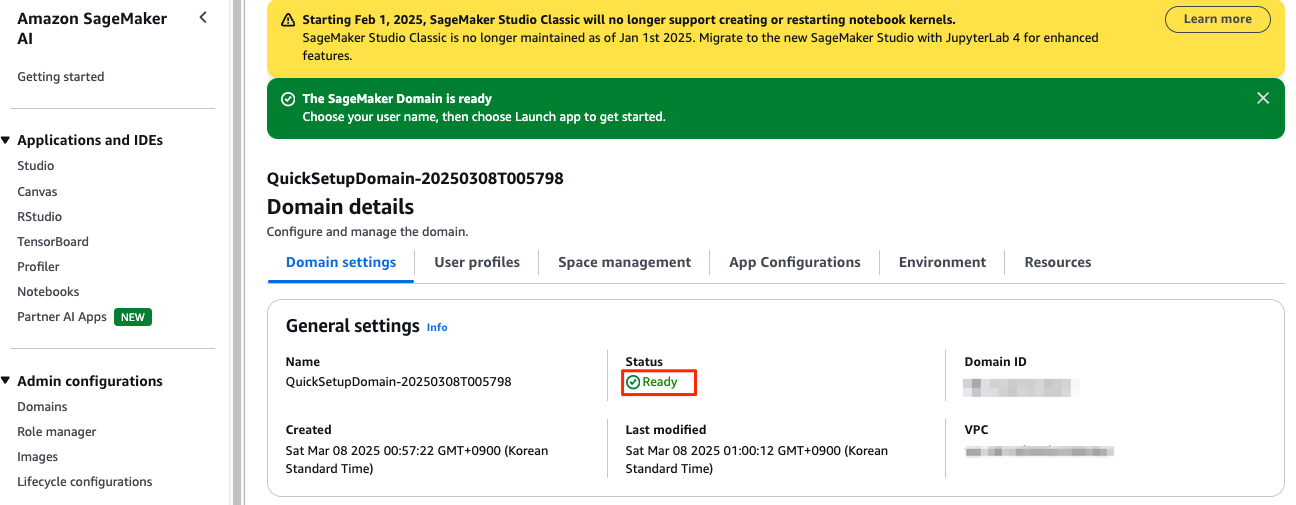 Amazon SageMaker
AI
Getting started
Applications and IDEs
Studio
Canvas
RStudio
TensorBoard
Profiler
Notebooks
Partner AI Apps NEW
Admin configurations
Domains
Role manager
Images
Lifecycle configurations
Starting Feb 1, 2025, SageMaker Studio Classic will no longer support creating or restarting notebook kernels.
SageMaker Studio Classic is no longer maintained as of Jan 1st 2025. Migrate to the new SageMaker Studio with JupyterLab 4 for enhanced
features.
Learn more
The SageMaker Domain is ready
Choose your user name, then choose Launch app to get started.
QuickSetupDomain-20250308T005798
Domain details
Configure and manage the domain.
Domain settings User profiles Space management App Configurations Environment Resources
General settings Info
Name
QuickSetupDomain-20250308T005798
Status
Ready
Domain ID
Created
Sat Mar 08 2025 00:57:22 GMT+0900 (Korean
Standard Time)
Last modified
Sat Mar 08 2025 01:00:12 GMT+0900 (Korean
Standard Time)
VPC